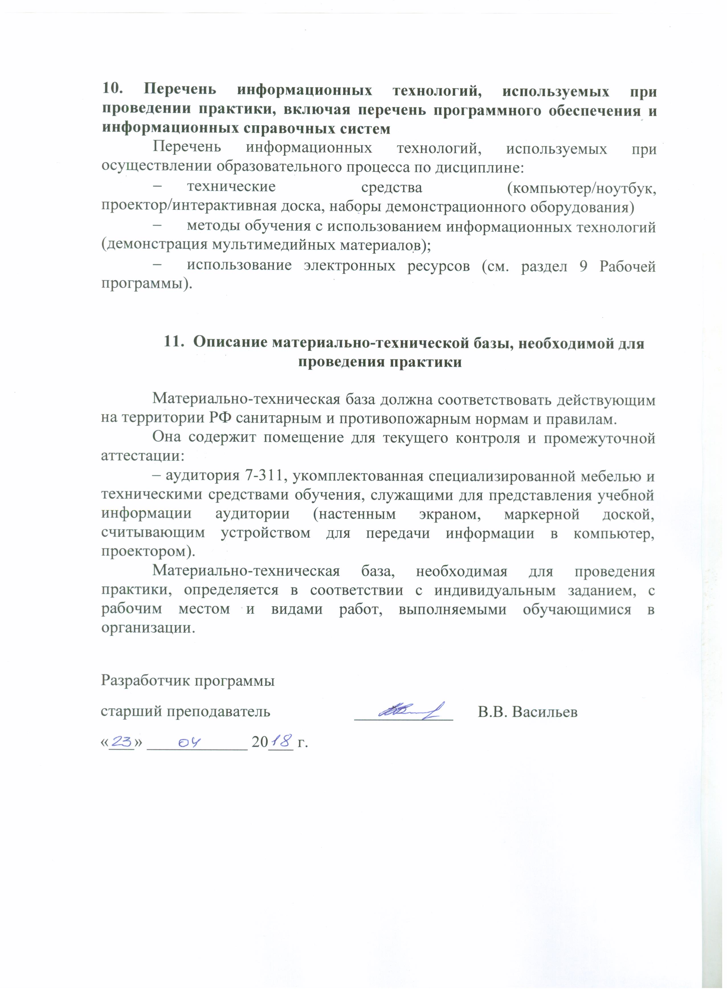 10. Перечень информационных технологий, используемых при
проведении практики, включая перечень программного обеспечения и
информационных справочных систем
Перечень информационных технологий, используемых при
осуществлении образовательного процесса по дисциплине:
– технические средства (компьютер/ноутбук,
проектор/интерактивная доска, наборы демонстрационного оборудования)
– методы обучения с использованием информационных технологий
(демонстрация мультимедийных материалов);
– использование электронных ресурсов (см. раздел 9 Рабочей
программы).
11. Описание материально-технической базы, необходимой для
проведения практики
Материально-техническая база должна соответствовать действующим
на территории РФ санитарным и противопожарным нормам и правилам.
Она содержит помещение для текущего контроля и промежуточной
аттестации:
– аудитория 7-311, укомплектованная специализированной мебелью и
техническими средствами обучения, служащими для представления учебной
информации аудитории (настенным экраном, маркерной доской,
считывающим устройством для передачи информации в компьютер,
проектором).
Материально-техническая база, необходимая для проведения
практики, определяется в соответствии с индивидуальным заданием, с
рабочим местом и видами работ, выполняемыми обучающимися в
организации.
Разработчик программы
старший преподаватель В.В. Васильев
«23» 04 2018 г.